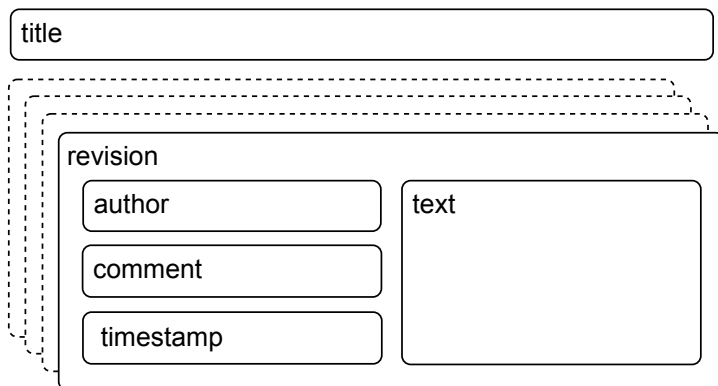 title
revision
author
text
comment
timestamp